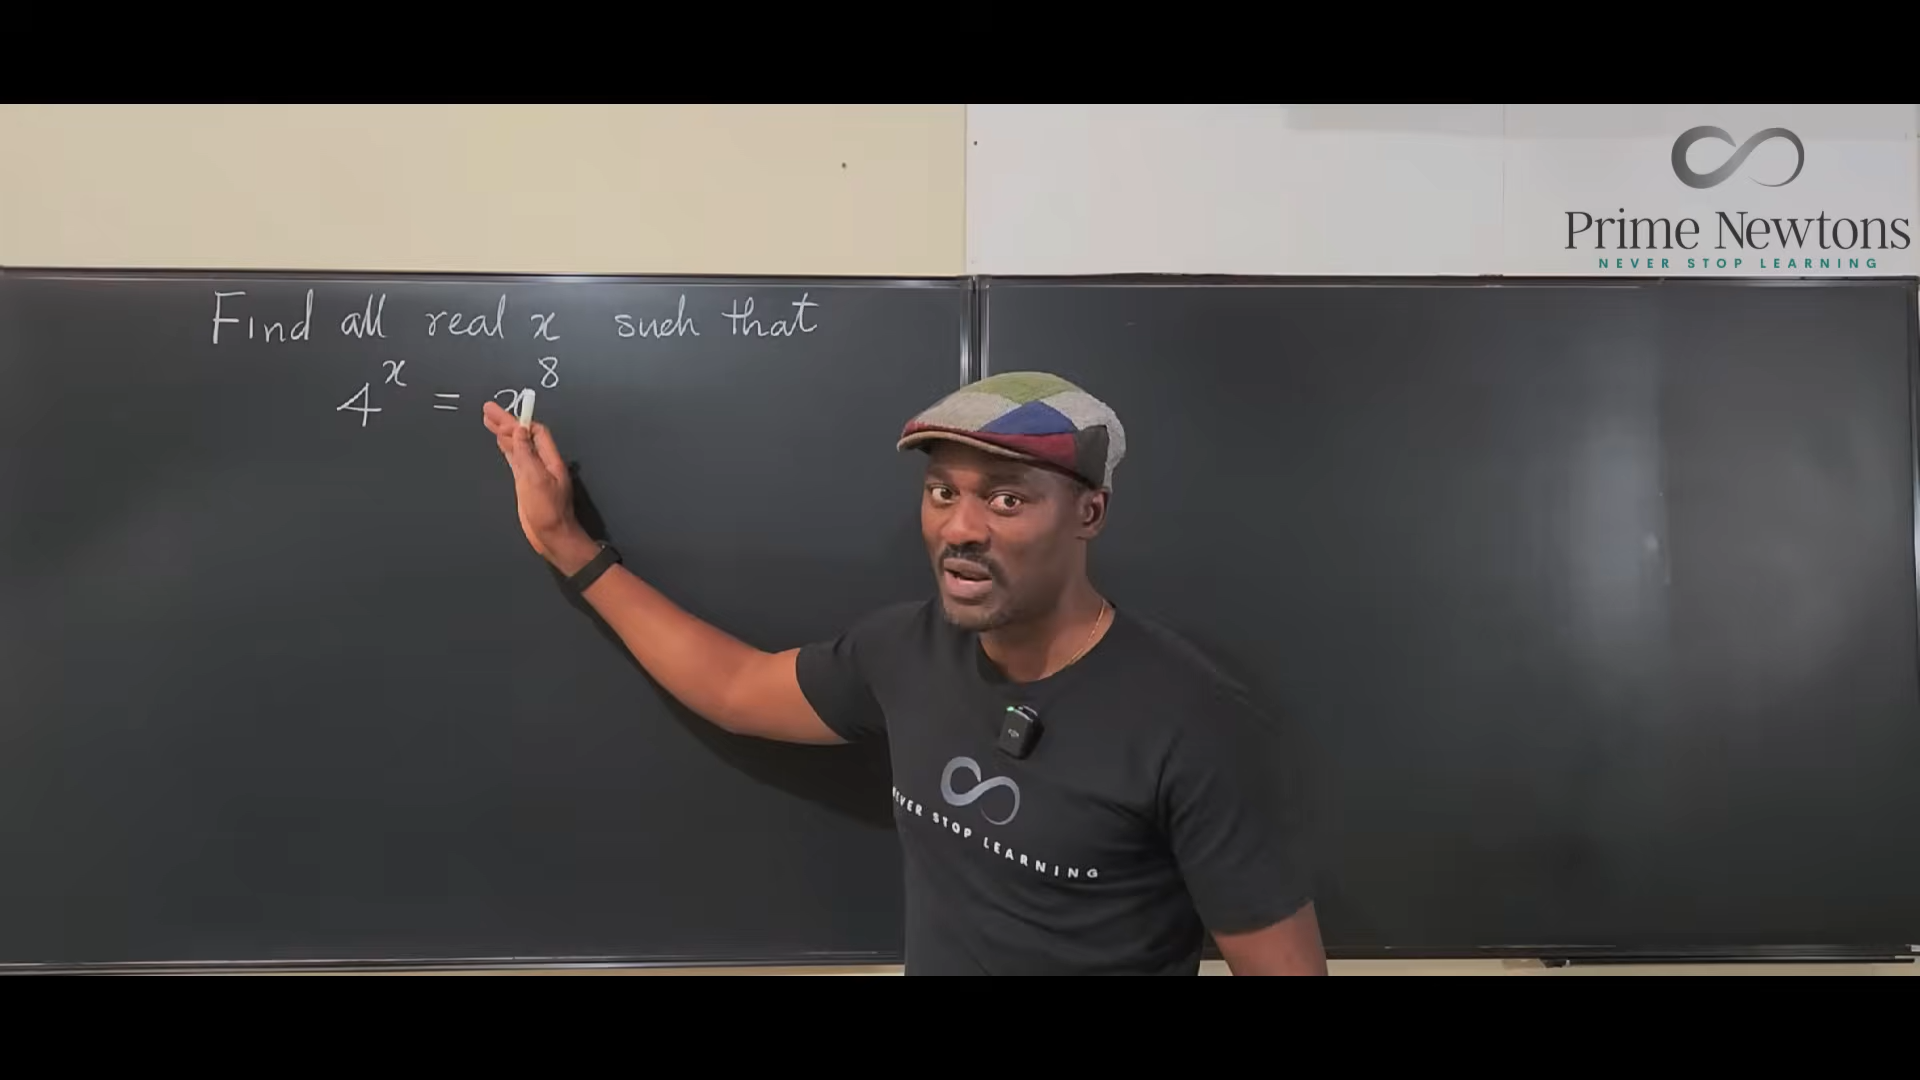 Prime Newtons
NEVER STOP LEARNING
Find all real x such that
4^x = x^8
NEVER STOP LEARNING